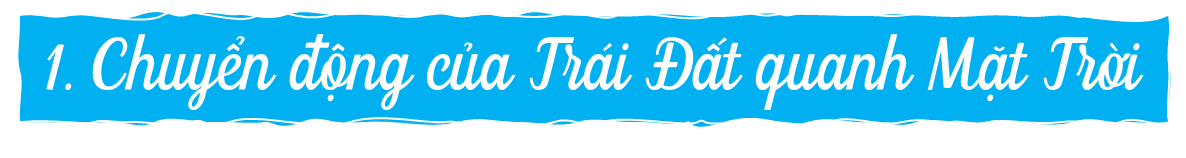 1. Chuyển động của Trái Đất quanh Mặt Trời